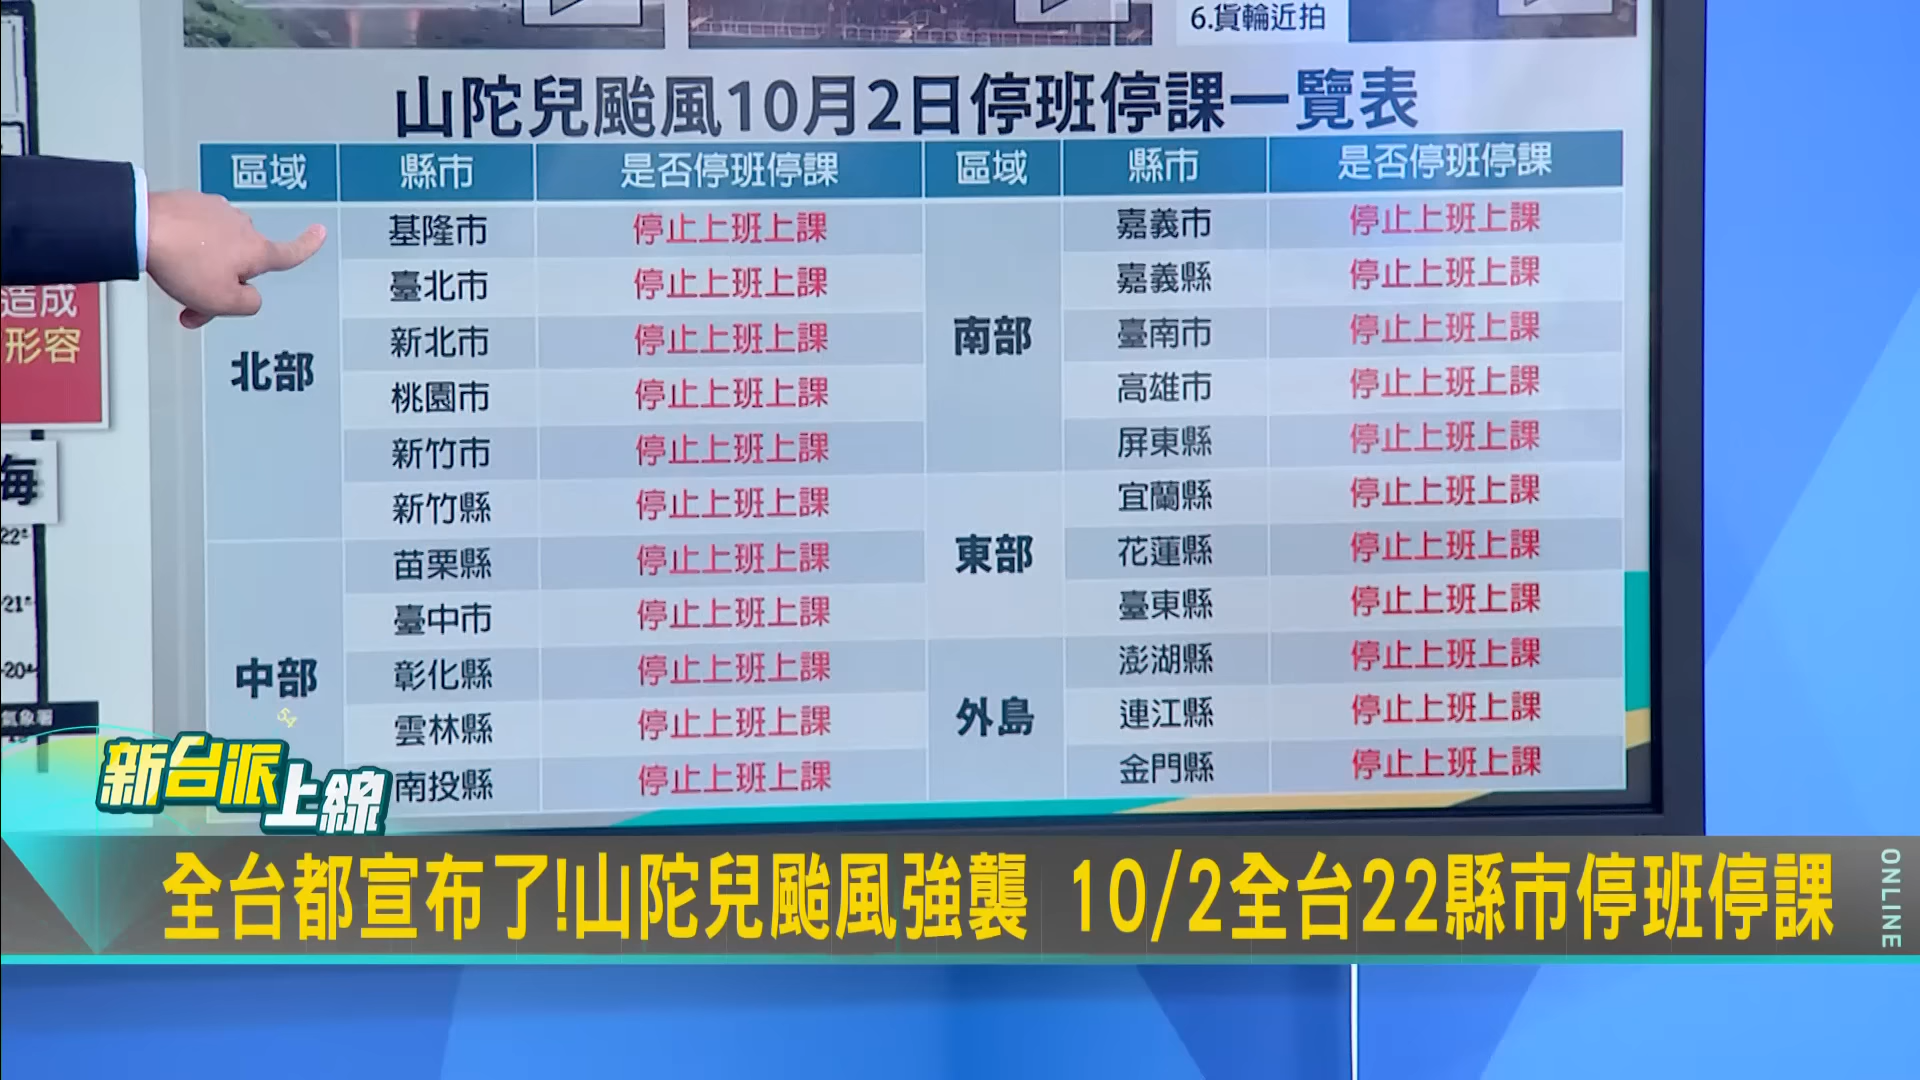 6.貨輪近拍
山陀兒颱風10月2日停班停課一覽表
區域 縣市 是否停班停課 區域 縣市 是否停班停課
北部
基隆市 停止上班上課
臺北市 停止上班上課
新北市 停止上班上課
桃園市 停止上班上課
新竹市 停止上班上課
新竹縣 停止上班上課
中部
苗栗縣 停止上班上課
臺中市 停止上班上課
彰化縣 停止上班上課
雲林縣 停止上班上課
南投縣 停止上班上課
南部
嘉義市 停止上班上課
嘉義縣 停止上班上課
臺南市 停止上班上課
高雄市 停止上班上課
屏東縣 停止上班上課
東部
宜蘭縣 停止上班上課
花蓮縣 停止上班上課
臺東縣 停止上班上課
外島
澎湖縣 停止上班上課
連江縣 停止上班上課
金門縣 停止上班上課
造成
形容
海
22
21
20
氣象署
新台派上線
全台都宣布了!山陀兒颱風強襲 10/2全台22縣市停班停課
ONLINE